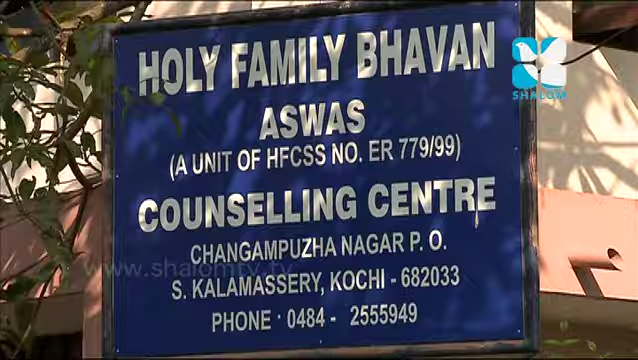 HOLY FAMILY BHAVAN
SHALOM
ASWAS
(A UNIT OF HFCSS NO. ER 779/99)
COUNSELLING CENTRE
CHANGAMPUZHA NAGAR P. O.
www.shalomtv.tv
S. KALAMASSERY, KOCHI - 682033
PHONE : 0484 - 2555949